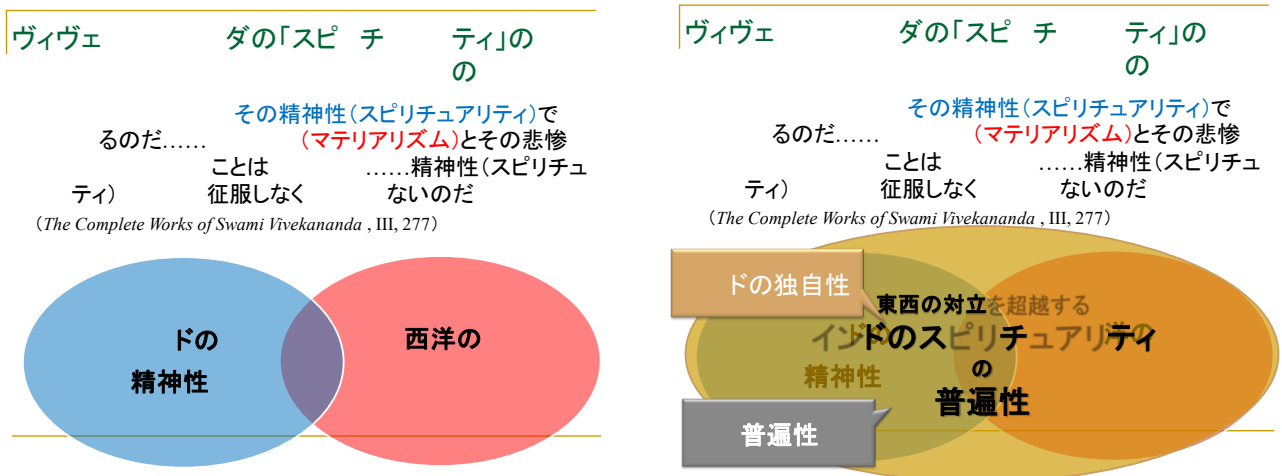 ヴィヴェ ダの「スピ チ ティ」の
の
その精神性(スピリチュアリティ)で
るのだ…… (マテリアリズム)とその悲惨
ことは ……精神性(スピリチュ
ティ) 征服しなく ないのだ
(The Complete Works of Swami Vivekananda , III, 277)
ドの
精神性
西洋の
ヴィヴェ ダの「スピ チ ティ」の
の
その精神性(スピリチュアリティ)で
るのだ…… (マテリアリズム)とその悲惨
ことは ……精神性(スピリチュ
ティ) 征服しなく ないのだ
(The Complete Works of Swami Vivekananda , III, 277)
ドの独自性
東西の対立を超越する
インドのスピリチュアリティ
精神性
の
普遍性
普遍性